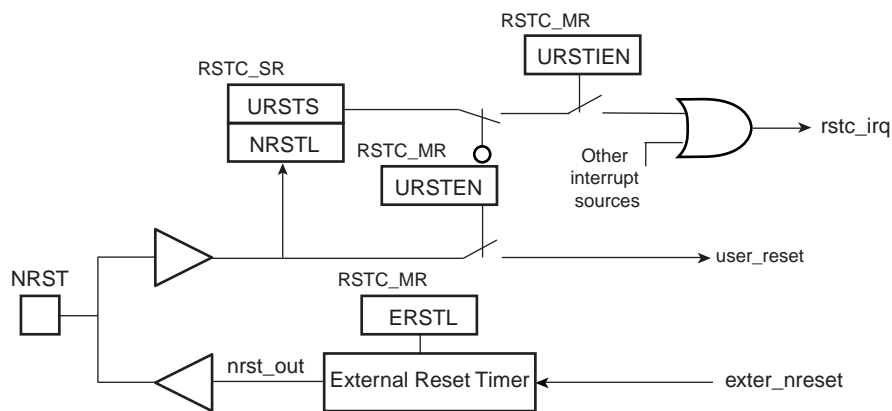 RSTC_MR
URSTIEN
RSTC_SR
URSTS
NRSTL
RSTC_MR
URSTEN
rstc_irq
Other
interrupt
sources
user_reset
NRST
RSTC_MR
ERSTL
nrst_out
External Reset Timer
exter_nreset